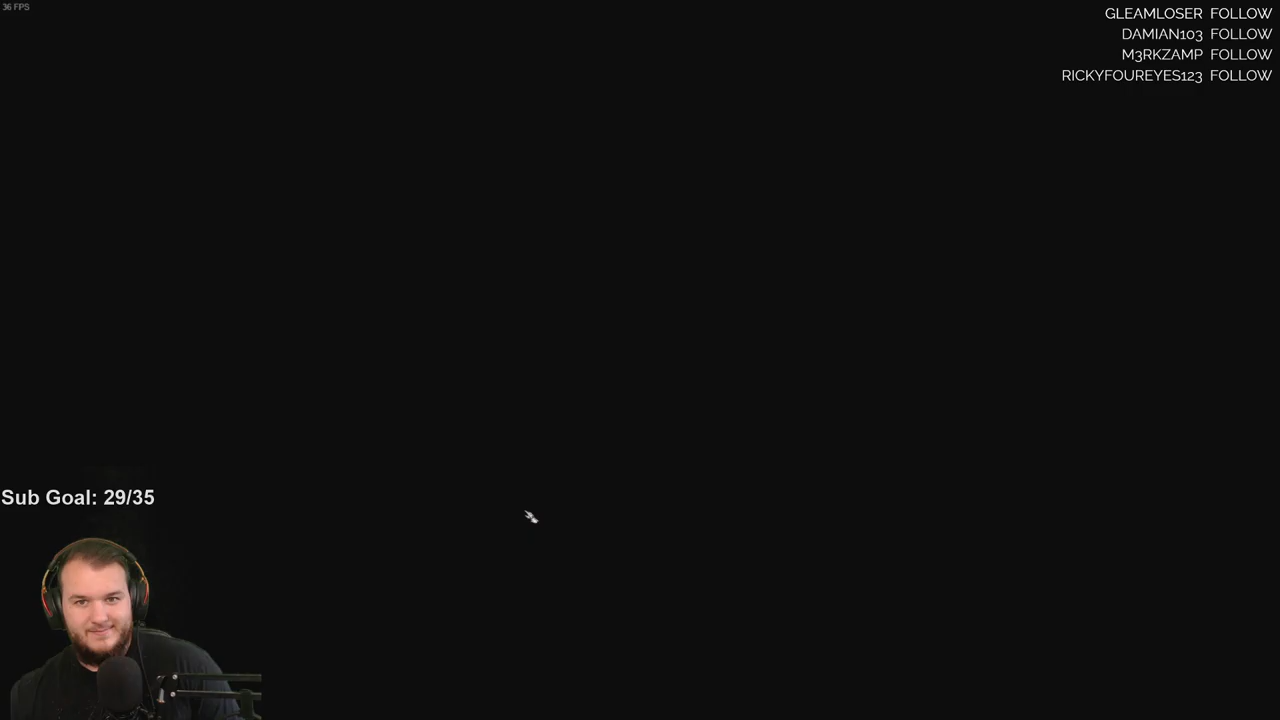 36 FPS
GLEAMLOSER FOLLOW
DAMIAN103 FOLLOW
M3RKZAMP FOLLOW
RICKYFOUREYES123 FOLLOW
Sub Goal: 29/35